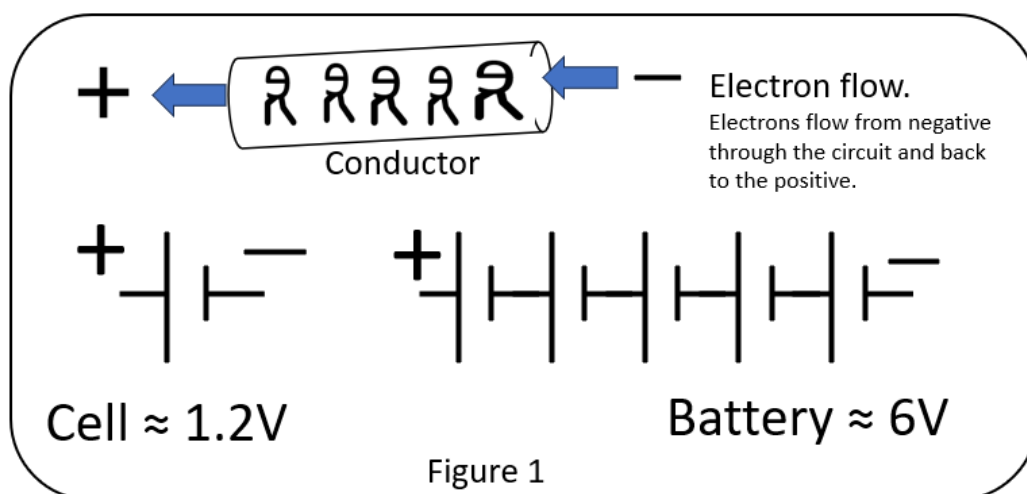 +
—
Electron flow.
Electrons flow from negative
through the circuit and back
to the positive.
Conductor
+
—
+
—
Cell ≈ 1.2V
Battery ≈ 6V
Figure 1